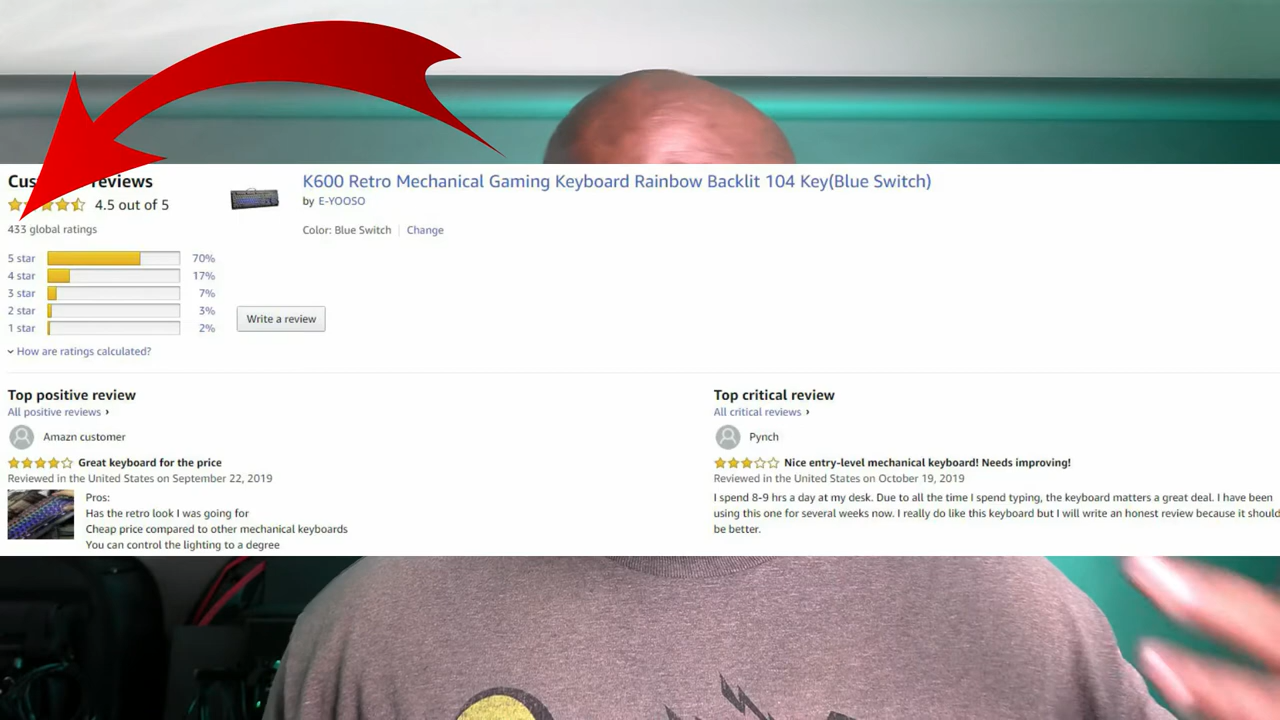 Customer reviews
4.5 out of 5
433 global ratings
5 star 70%
4 star 17%
3 star 7%
2 star 3%
1 star 2%
How are ratings calculated?
K600 Retro Mechanical Gaming Keyboard Rainbow Backlit 104 Key(Blue Switch)
by E-YOOSO
Color: Blue Switch | Change
Write a review
Top positive review
All positive reviews ›
Amazn customer
Great keyboard for the price
Reviewed in the United States on September 22, 2019
Pros:
Has the retro look I was going for
Cheap price compared to other mechanical keyboards
You can control the lighting to a degree
Top critical review
All critical reviews ›
Pynch
Nice entry-level mechanical keyboard! Needs improving!
Reviewed in the United States on October 19, 2019
I spend 8-9 hrs a day at my desk. Due to all the time I spend typing, the keyboard matters a great deal. I have been
using this one for several weeks now. I really do like this keyboard but I will write an honest review because it should
be better.